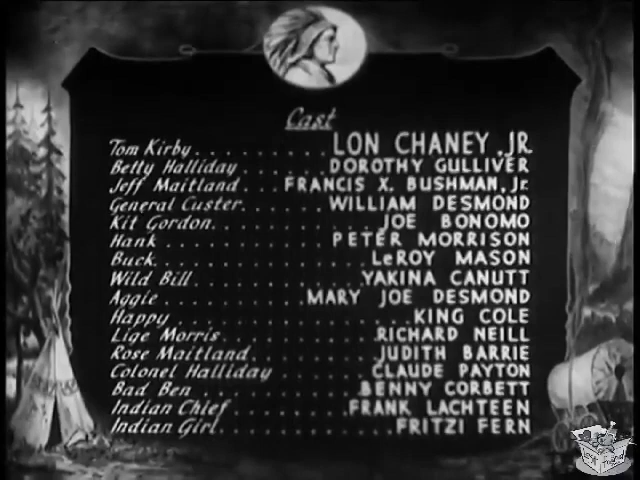 Cast
Tom Kirby.......... LON CHANEY, JR.
Betty Halliday....... DOROTHY GULLIVER
Jeff Maitland... FRANCIS X. BUSHMAN, Jr.
General Custer...... WILLIAM DESMOND
Kit Gordon........... JOE BONOMO
Hank........... PETER MORRISON
Buck.............. LeROY MASON
Wild Bill........... YAKINA CANUTT
Aggie.......... MARY JOE DESMOND
Happy................ KING COLE
Lige Morris.......... RICHARD NEILL
Rose Maitland........ JUDITH BARRIE
Colonel Halliday...... CLAUDE PAYTON
Bad Ben........... BENNY CORBETT
Indian Chief........ FRANK LACHTEEN
Indian Girl........... FRITZI FERN